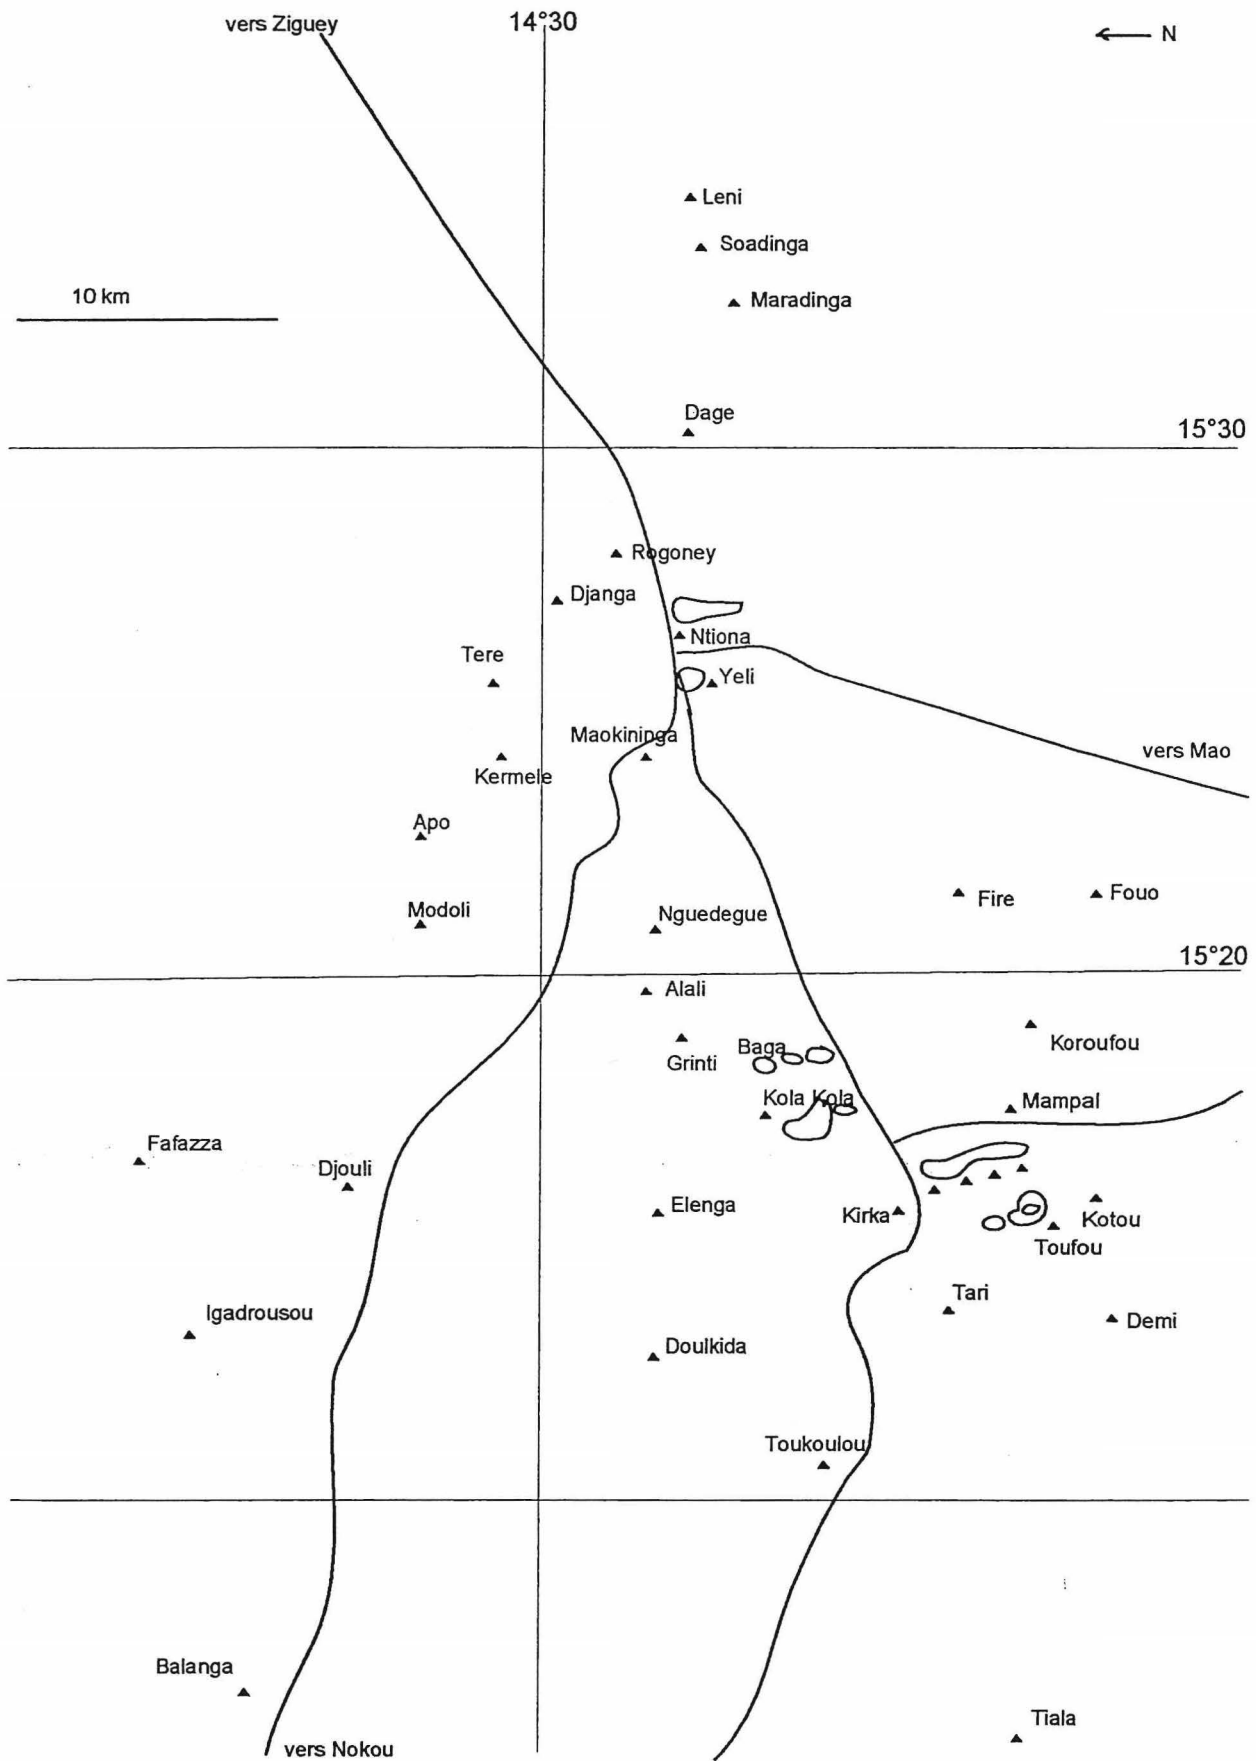 vers Ziguey
14°30
N
Leni
Soadinga
10 km
Maradinga
Dage
15°30
Rogoney
Djanga
Ntiona
Tere
Yeli
Maokininga
vers Mao
Kermele
Apo
Fire
Fouo
Modoli
Nguedegue
15°20
Alali
Koroufou
Baga
Grinti
Kola Kola
Mampal
Fafazza
Djouli
Elenga
Kirka
Kotou
Toufou
Tari
Igadrousou
Demi
Doulkida
Toukoulou
Balanga
Tiala
vers Nokou